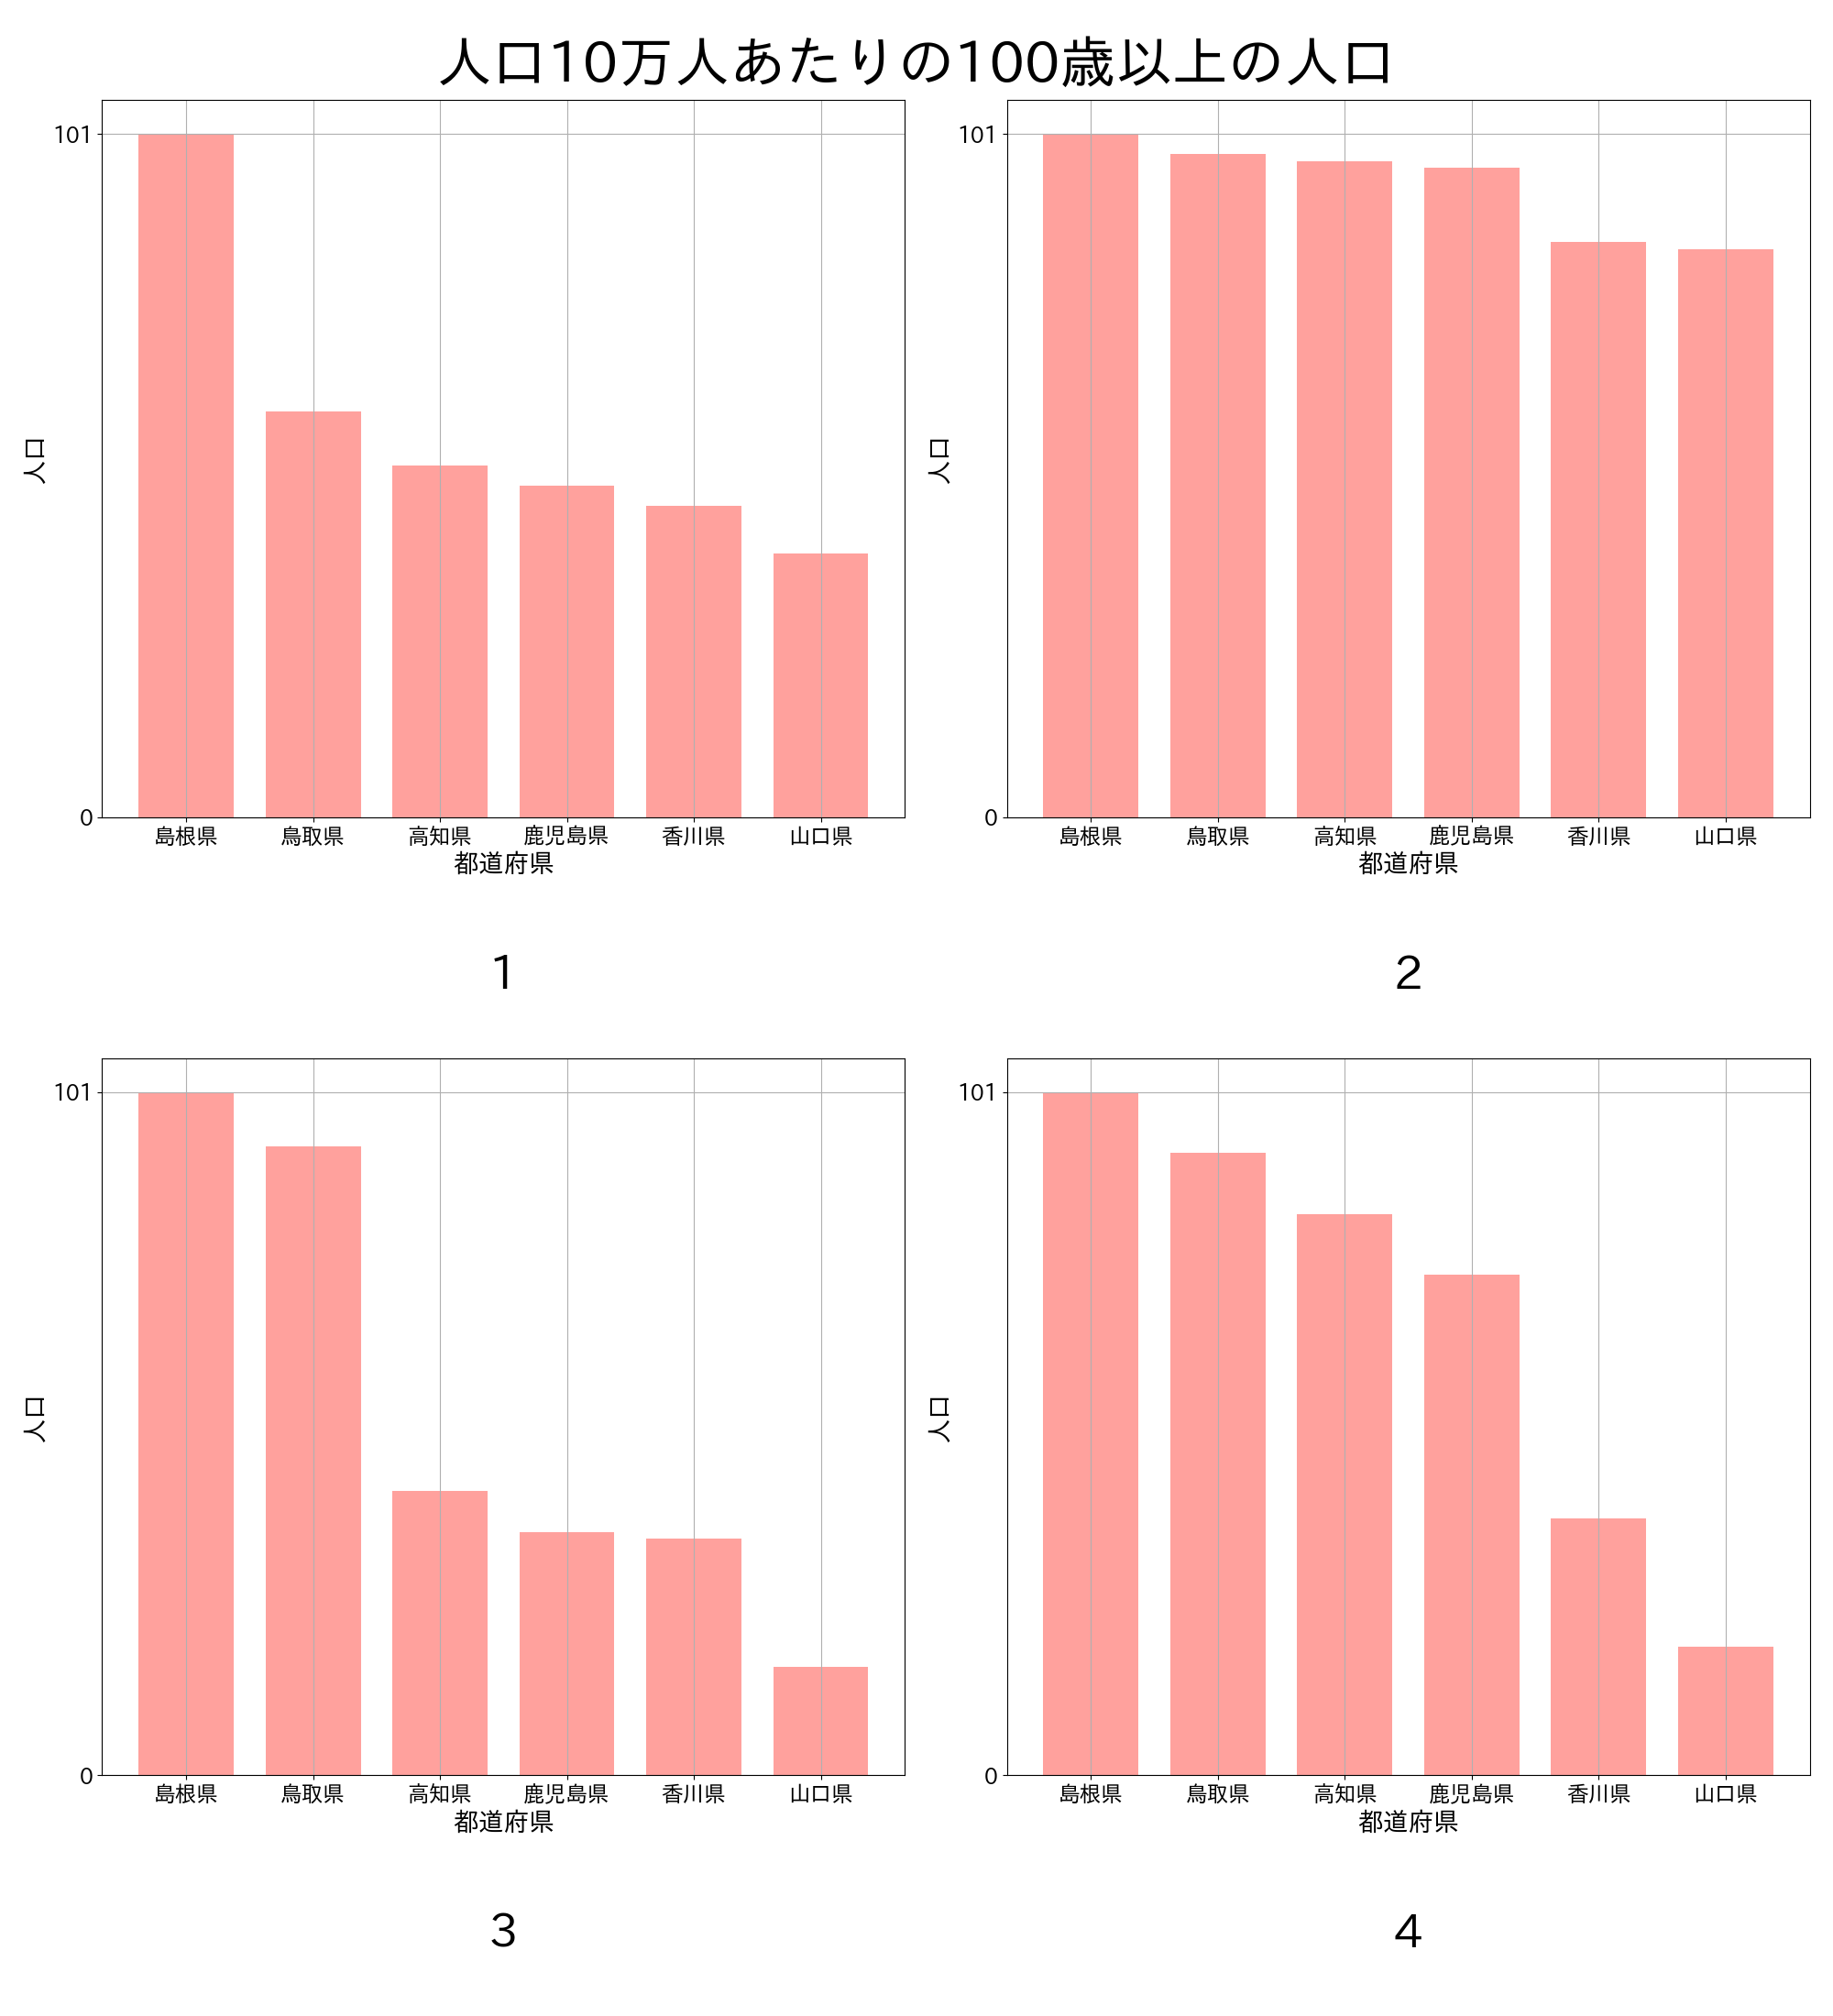 人口10万人あたりの100歳以上の人口
101
人口
0
島根県 鳥取県 高知県 鹿児島県 香川県 山口県
都道府県
1
101
人口
0
島根県 鳥取県 高知県 鹿児島県 香川県 山口県
都道府県
2
101
人口
0
島根県 鳥取県 高知県 鹿児島県 香川県 山口県
都道府県
3
101
人口
0
島根県 鳥取県 高知県 鹿児島県 香川県 山口県
都道府県
4